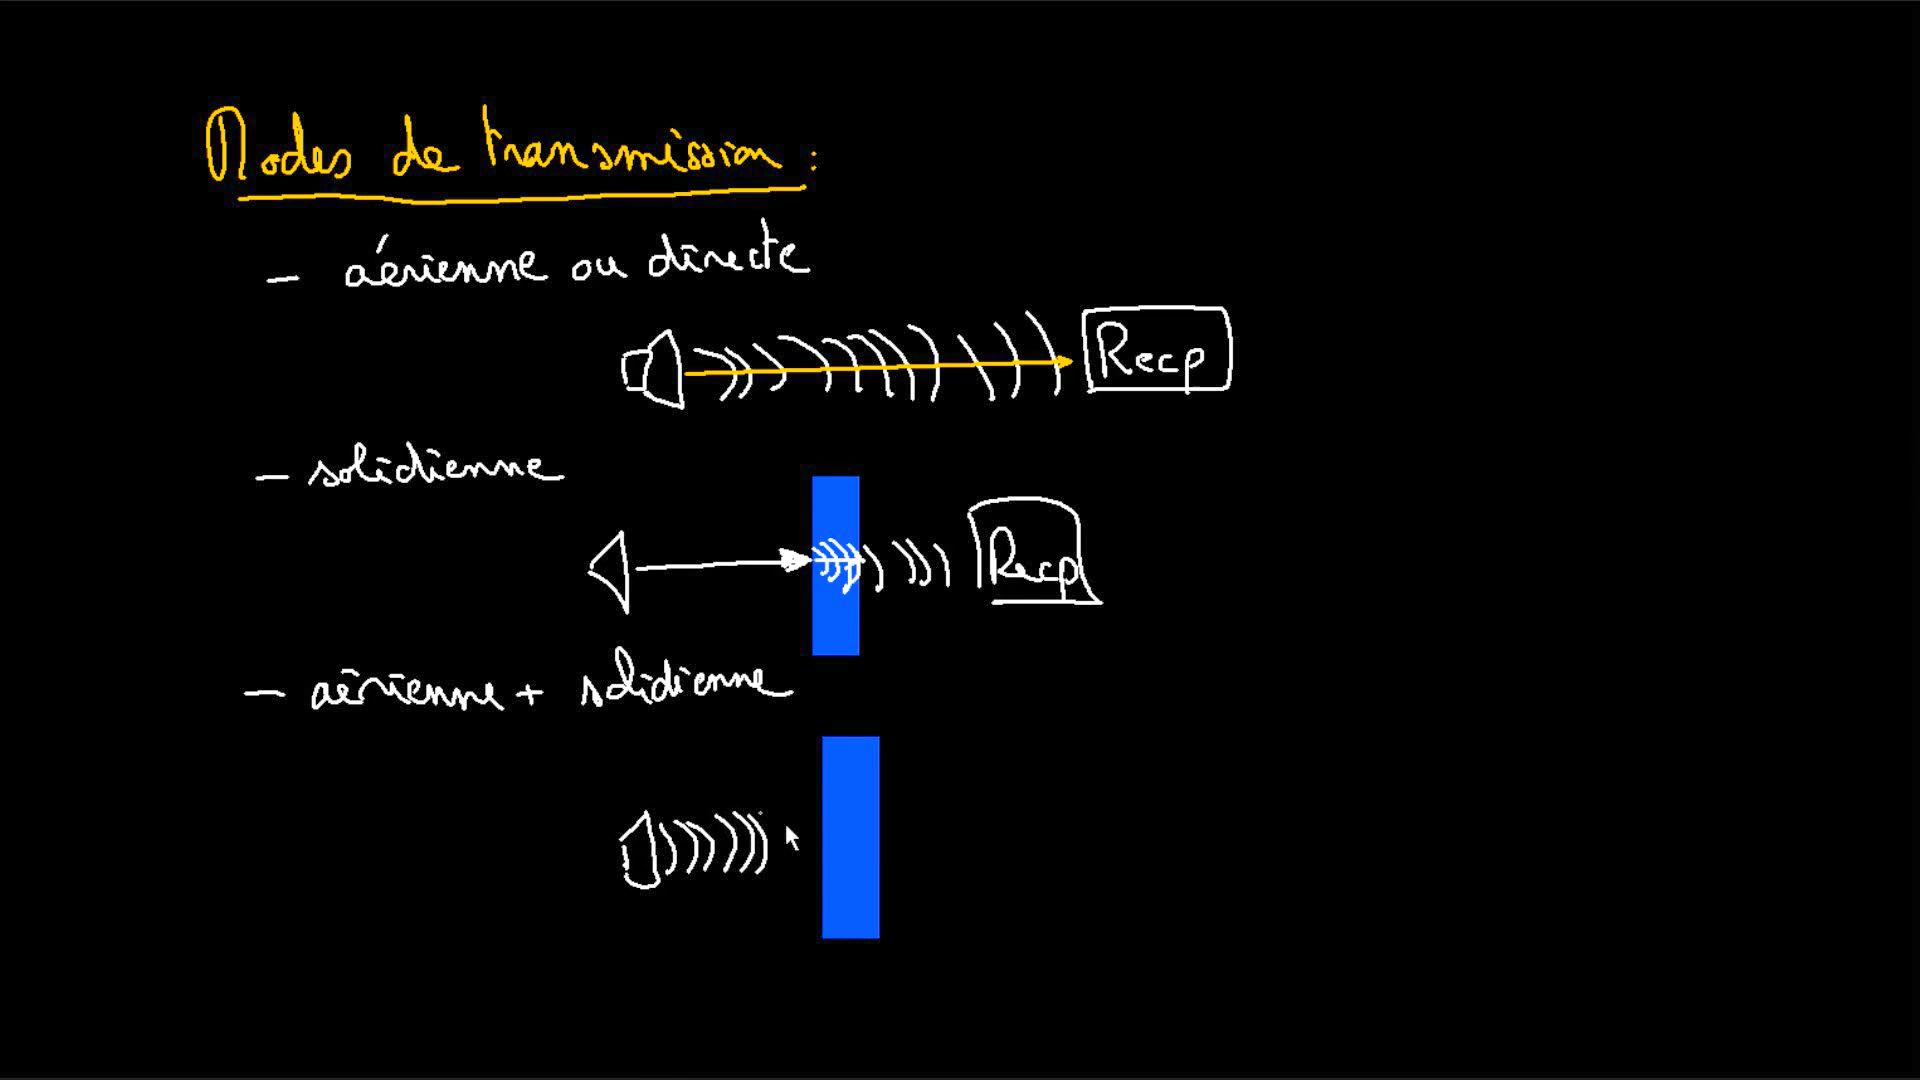 Modes de transmission :
- aérienne ou directe
Recp
- solidienne
Recp
- aérienne + solidienne